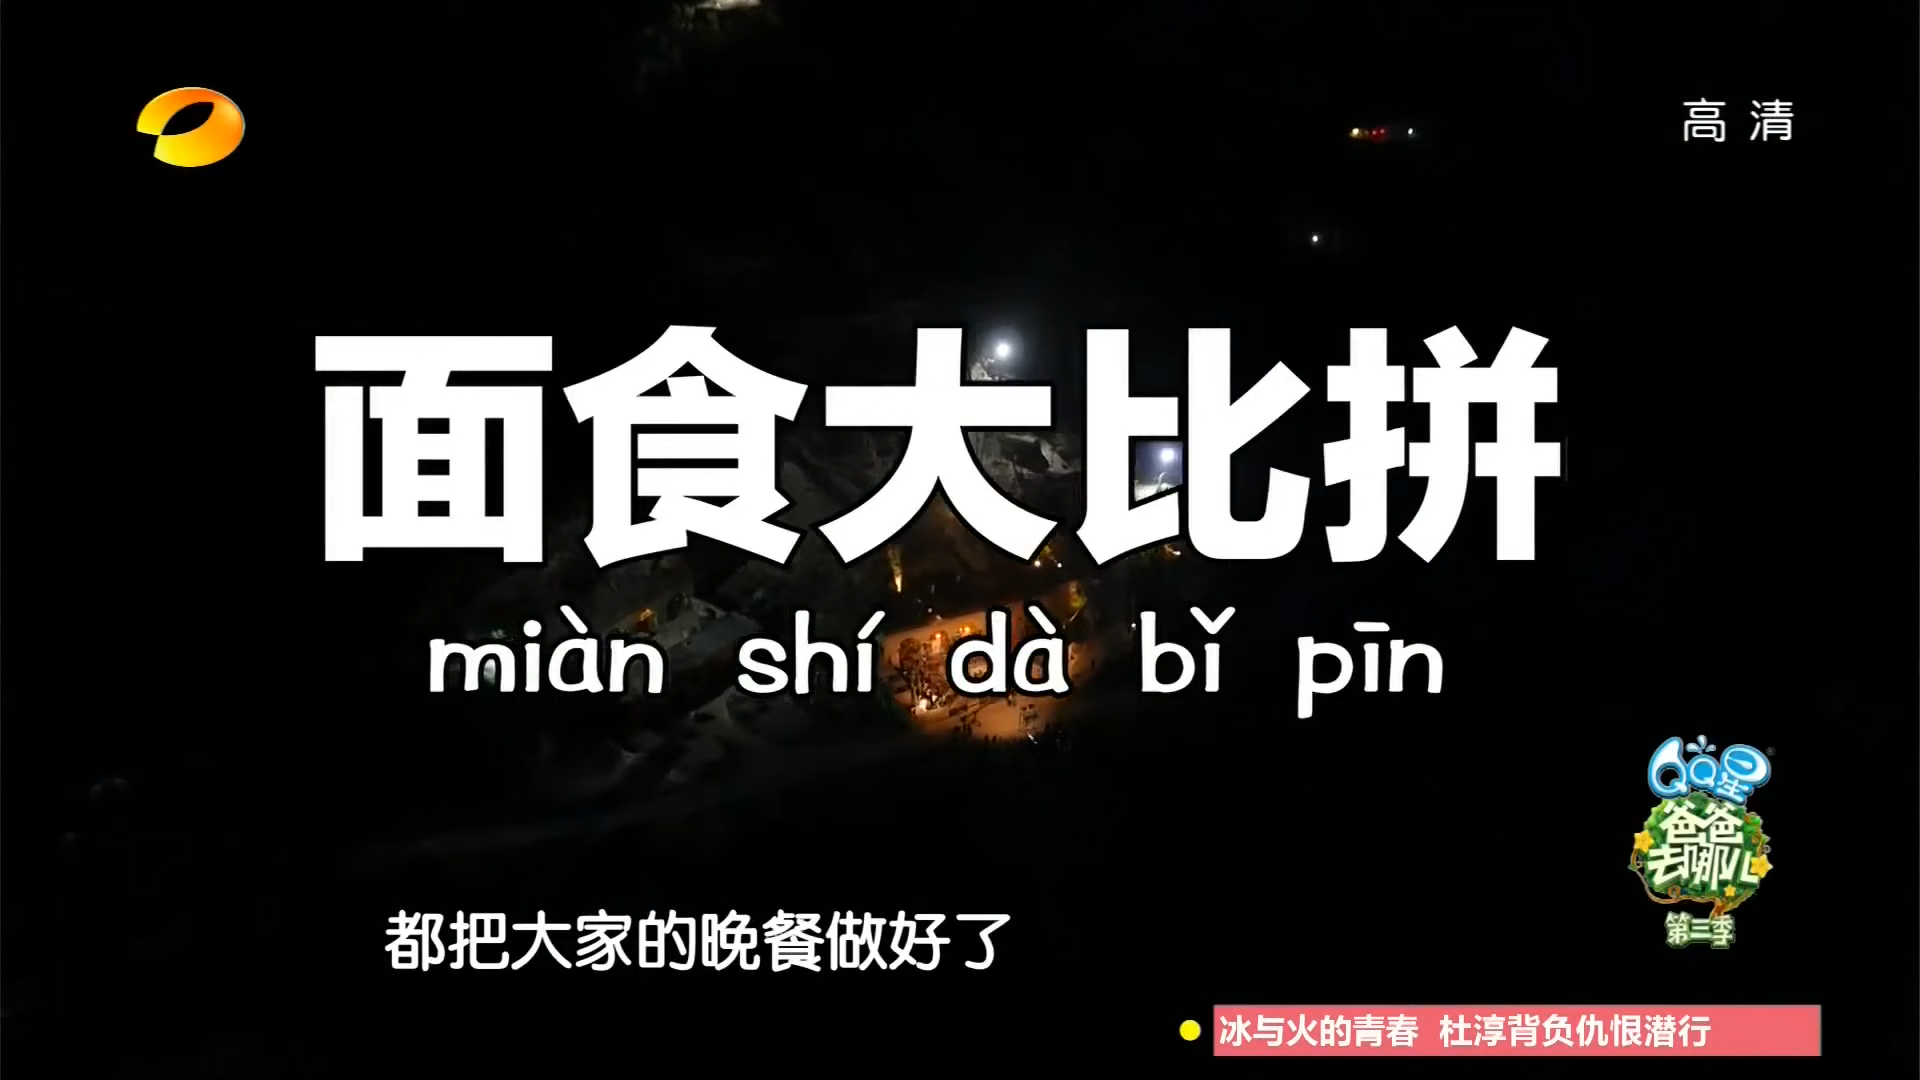 高清
面食大比拼
miàn shí dà bǐ pīn
QQ星
爸爸
去哪儿
第二季
都把大家的晚餐做好了
冰与火的青春 杜淳背负仇恨潜行